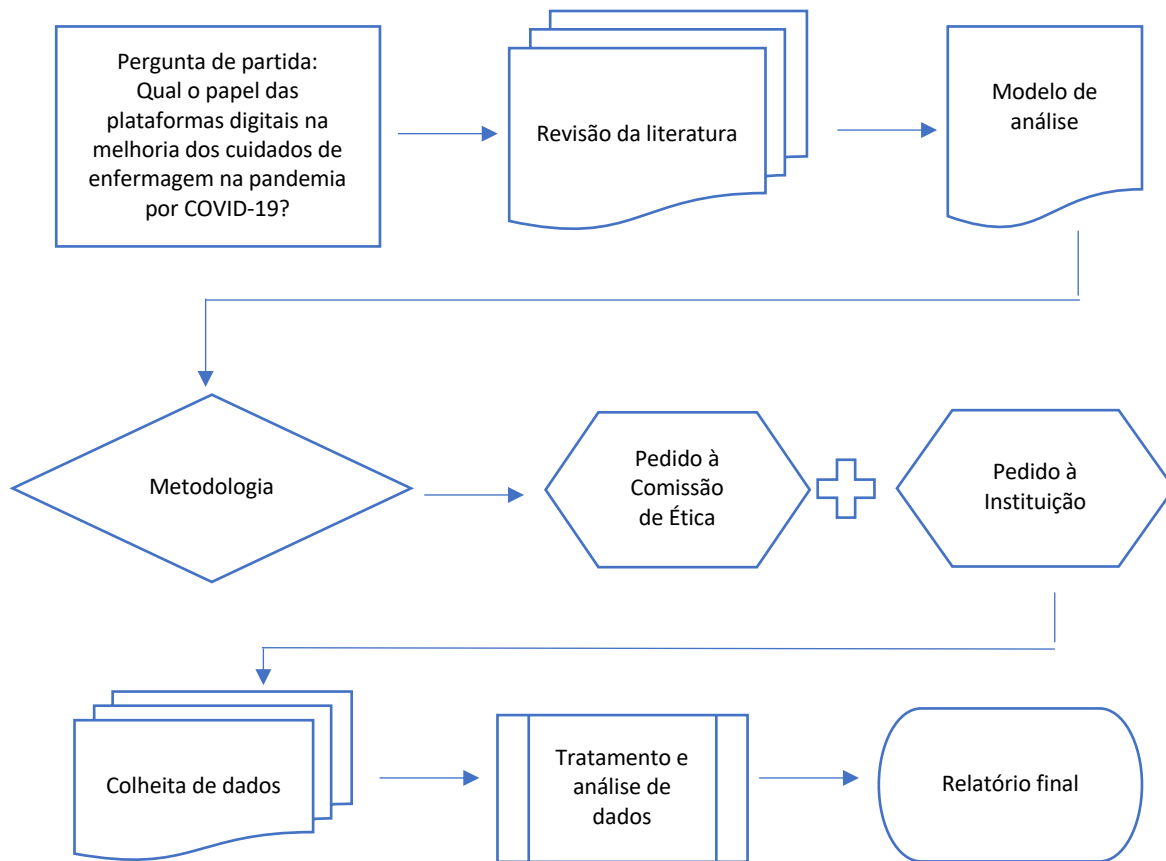 Pergunta de partida:
Qual o papel das
plataformas digitais na
melhoria dos cuidados de
enfermagem na pandemia
por COVID-19?
Revisão da literatura
Modelo de
análise
Metodologia
Pedido à
Comissão
de Ética
Pedido à
Instituição
Colheita de dados
Tratamento e
análise de
dados
Relatório final